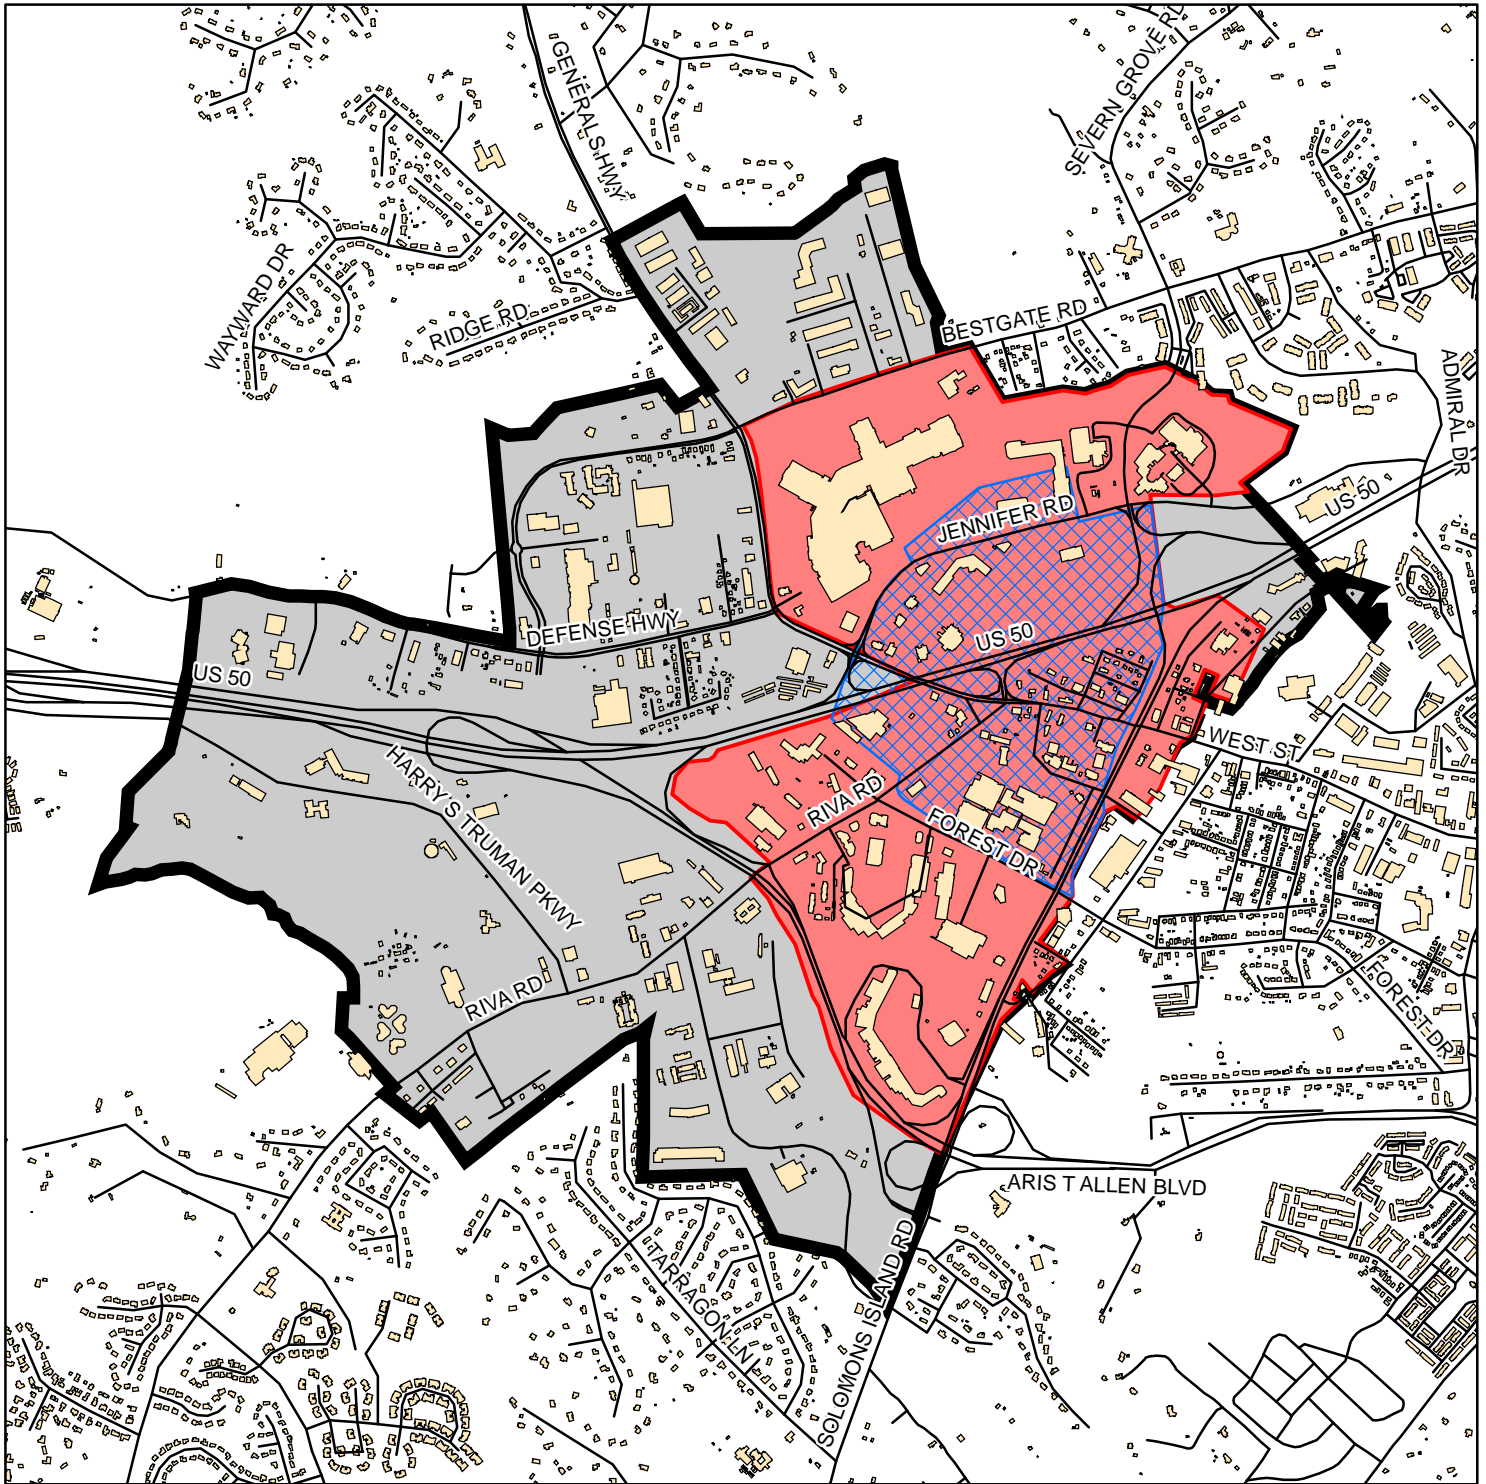 GENERALS HWY
SEVERN GROVE RD
WAYWARD DR
RIDGE RD
BESTGATE RD
ADMIRAL DR
US 50
JENNIFER RD
DEFENSE HWY
US 50
US 50
WEST ST
HARRY S TRUMAN PKWY
RIVA RD
FOREST DR
RIVA RD
FOREST DR
ARIS T ALLEN BLVD
TARRAGON LN
SOLOMONS ISLAND RD